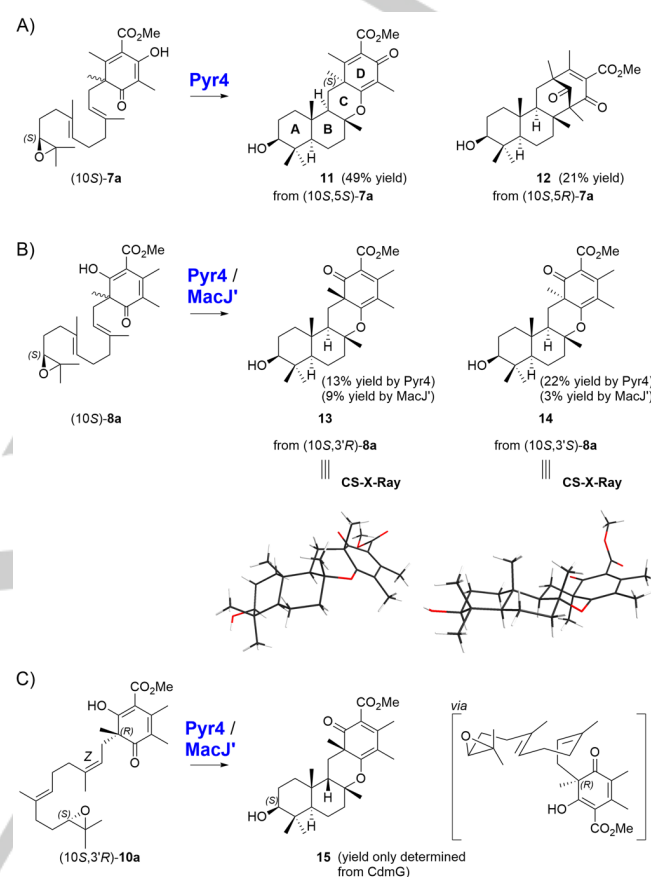 A)
CO2Me
OH
O
(S)
O
(10S)-7a
Pyr4
CO2Me
O
D
(S)
C
H
O
A
B
HO
H
11 (49% yield)
from (10S,5S)-7a
CO2Me
O
O
H
HO
H
12 (21% yield)
from (10S,5R)-7a
B)
CO2Me
HO
O
(S)
O
(10S)-8a
Pyr4 /
MacJ'
CO2Me
O
O
H
HO
H
(13% yield by Pyr4)
(9% yield by MacJ')
13
from (10S,3'R)-8a
CS-X-Ray
CO2Me
O
O
H
HO
H
(22% yield by Pyr4)
(3% yield by MacJ')
14
from (10S,3'S)-8a
CS-X-Ray
C)
CO2Me
HO
(R)
O
Z
(S)
O
(10S,3'R)-10a
Pyr4 /
MacJ'
CO2Me
O
O
H
(S)
HO
H
15 (yield only determined
from CdmG)
via
O
O
(R)
HO
CO2Me